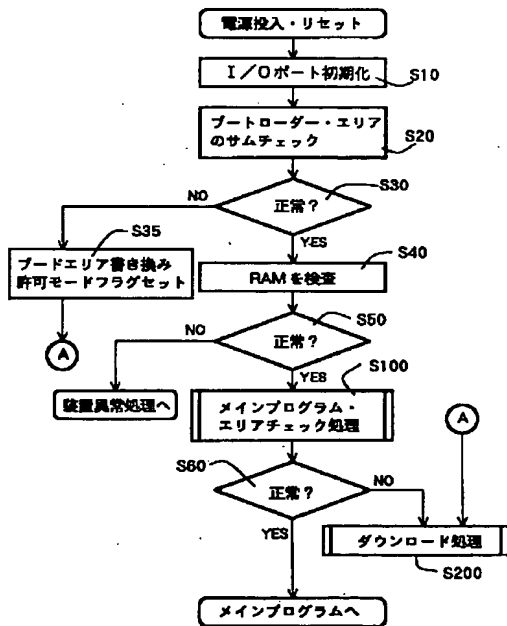 電源投入・リセット
I/Oポート初期化
S10
ブートローダー・エリア
のサムチェック
S20
正常?
S30
NO
YES
S35
ブードエリア書き換み
許可モードフラグセット
A
S40
RAMを検査
S50
正常?
NO
YES
装置異常処理へ
S100
メインプログラム・
エリアチェック処理
A
S60
正常?
NO
YES
ダウンロード処理
S200
メインプログラムへ